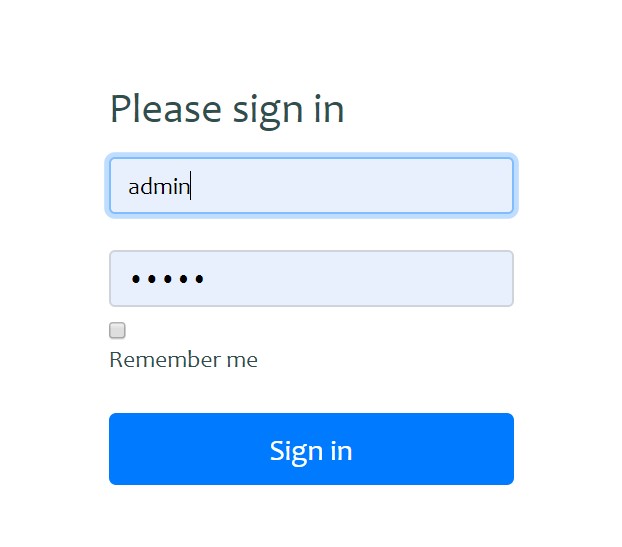 Please sign in
admin
•••••
Remember me
Sign in